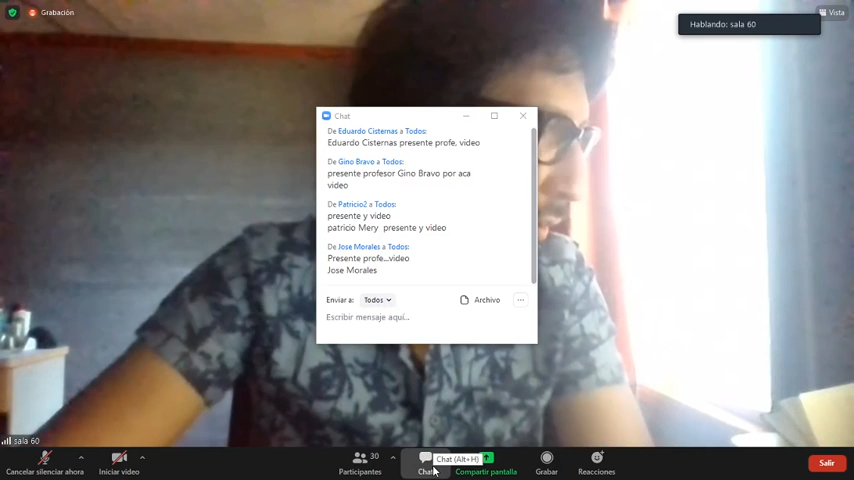 Grabación
Hablando: sala 60
Vista
Chat
De Eduardo Cisternas a Todos:
Eduardo Cisternas presente profe, video
De Gino Bravo a Todos:
presente profesor Gino Bravo por aca
video
De Patricio2 a Todos:
presente y video
patricio Mery presente y video
De Jose Morales a Todos:
Presente profe...video
Jose Morales
Enviar a: Todos Archivo
Escribir mensaje aquí...
sala 60
30
Chat (Alt+H)
Cancelar silenciar ahora Iniciar video Participantes Chat Compartir pantalla Grabar Reacciones Salir